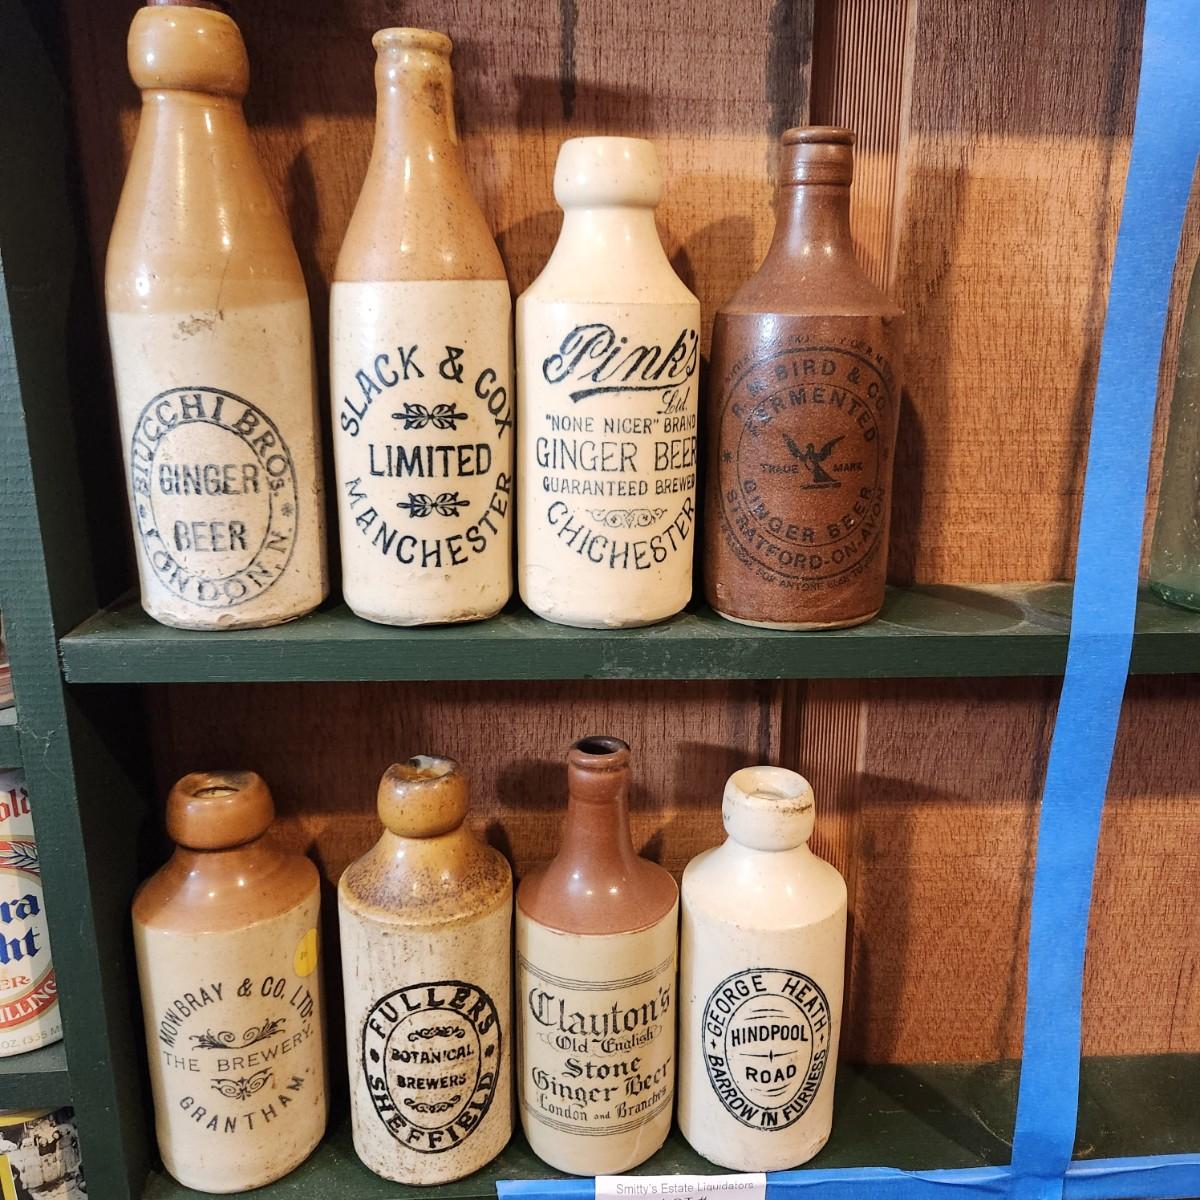 BIUCCHI BROS.
GINGER
BEER
LONDON, N.
SLACK & COX
LIMITED
MANCHESTER
Pink's
Ltd.
"NONE NICER" BRAND
GINGER BEER
GUARANTEED BREWED
CHICHESTER
BIRD & CO.
FERMENTED
TRADE MARK
GINGER BEER
STRATFORD-ON-AVON
MOWBRAY & CO. LTD.
THE BREWERY.
GRANTHAM.
FULLERS
BOTANICAL
BREWERS
SHEFFIELD
Clayton's
Old English
Stone
Ginger Beer
London and Branches
GEORGE HEATH
HINDPOOL
ROAD
BARROW IN FURNESS
Smitty's Estate Liquidators